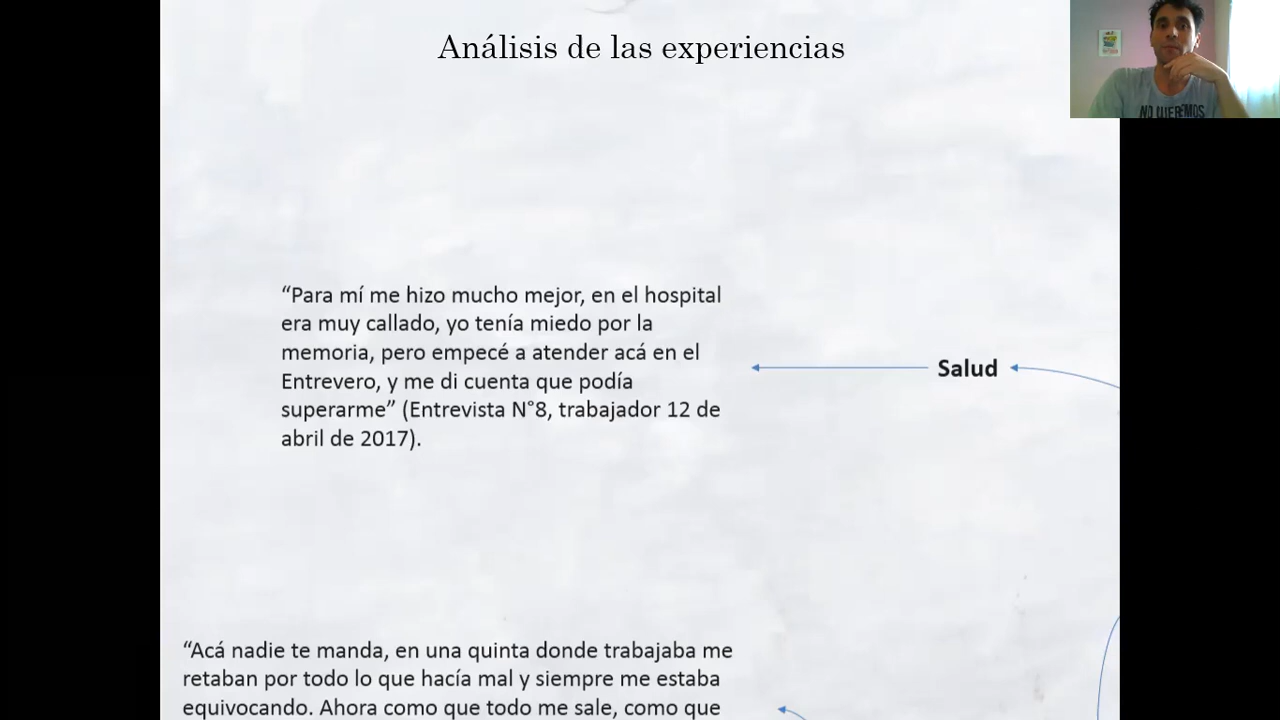 Análisis de las experiencias
NO QUEREMOS
“Para mí me hizo mucho mejor, en el hospital
era muy callado, yo tenía miedo por la
memoria, pero empecé a atender acá en el
Entrevero, y me di cuenta que podía
superarme” (Entrevista N°8, trabajador 12 de
abril de 2017).
Salud
“Acá nadie te manda, en una quinta donde trabajaba me
retaban por todo lo que hacía mal y siempre me estaba
equivocando. Ahora como que todo me sale, como que